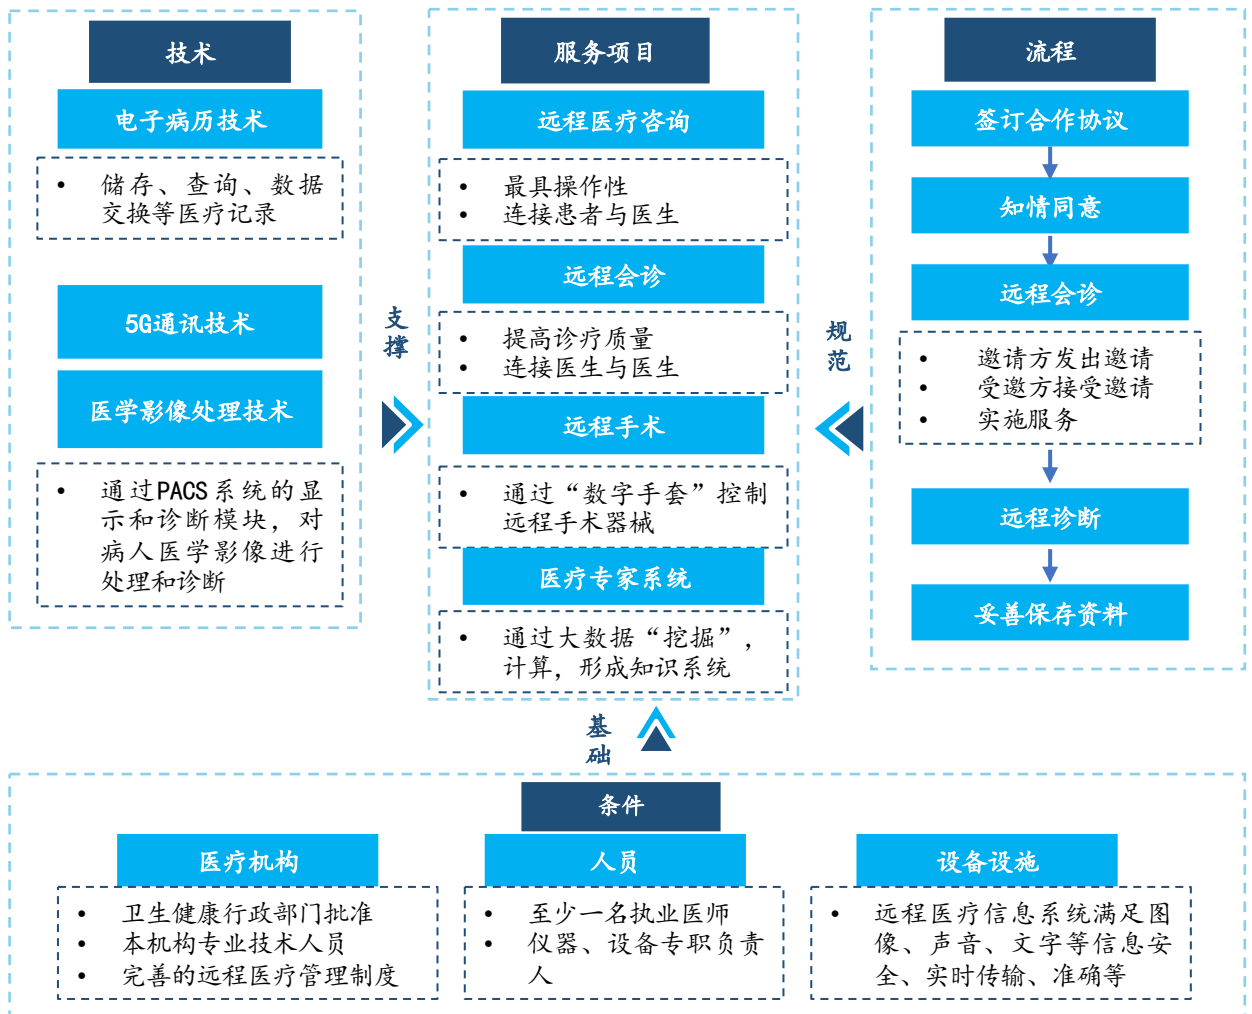 技术
电子病历技术
• 储存、查询、数据
交换等医疗记录
5G通讯技术
医学影像处理技术
• 通过PACS系统的显
示和诊断模块，对
病人医学影像进行
处理和诊断
支
撑
服务项目
远程医疗咨询
• 最具操作性
• 连接患者与医生
远程会诊
• 提高诊疗质量
• 连接医生与医生
远程手术
• 通过“数字手套”控制
远程手术器械
医疗专家系统
• 通过大数据“挖掘”，
计算，形成知识系统
规
范
流程
签订合作协议
知情同意
远程会诊
• 邀请方发出邀请
• 受邀方接受邀请
• 实施服务
远程诊断
妥善保存资料
基
础
条件
医疗机构
• 卫生健康行政部门批准
• 本机构专业技术人员
• 完善的远程医疗管理制度
人员
• 至少一名执业医师
• 仪器、设备专职负责
人
设备设施
• 远程医疗信息系统满足图
像、声音、文字等信息安
全、实时传输、准确等